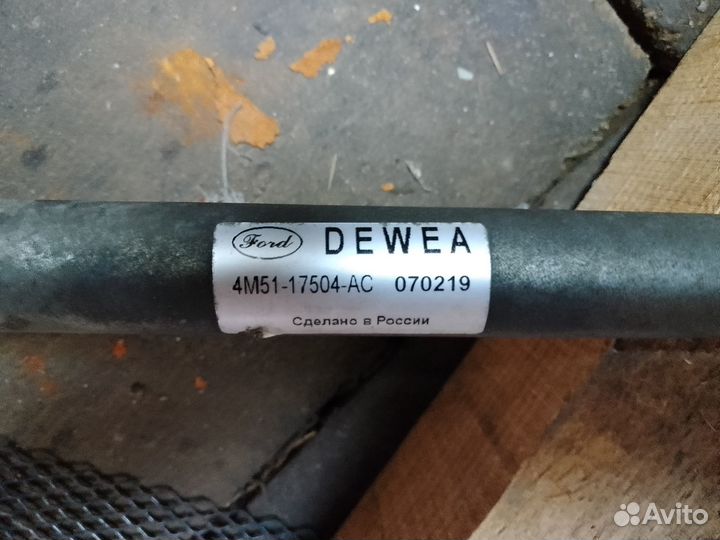 Ford DEWEA
4M51-17504-AC 070219
Сделано в России
Avito